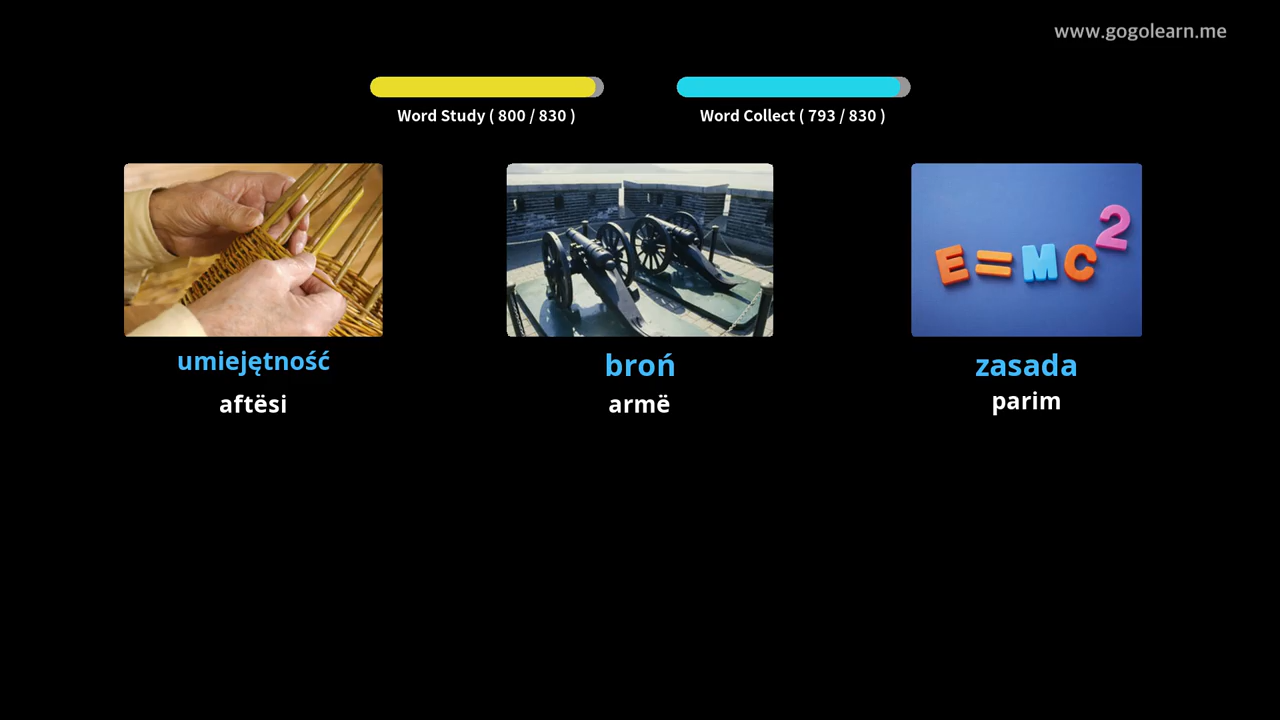 www.gogolearn.me
Word Study ( 800 / 830 )
Word Collect ( 793 / 830 )
E=MC2
umiejętność
broń
zasada
aftësi
armë
parim